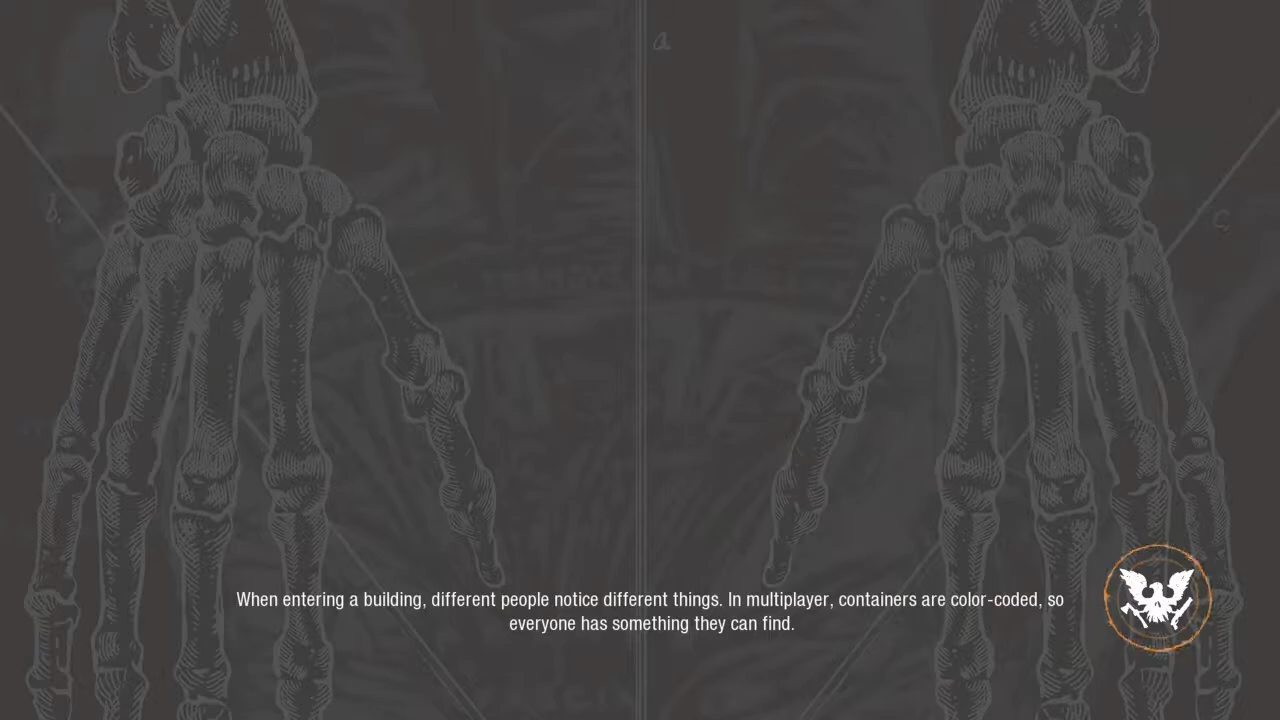 a
b.
c
When entering a building, different people notice different things. In multiplayer, containers are color-coded, so
everyone has something they can find.